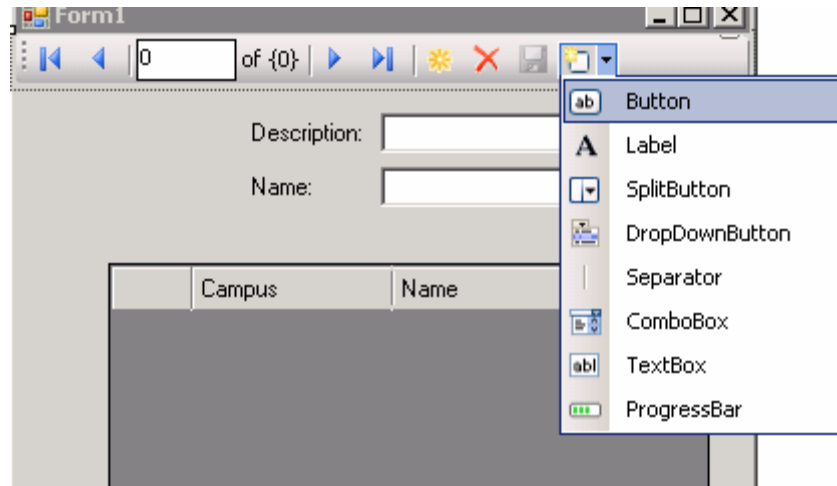 Form1
0 of {0}
Button
Description:
Label
Name:
SplitButton
DropDownButton
Separator
Campus Name
ComboBox
TextBox
ProgressBar